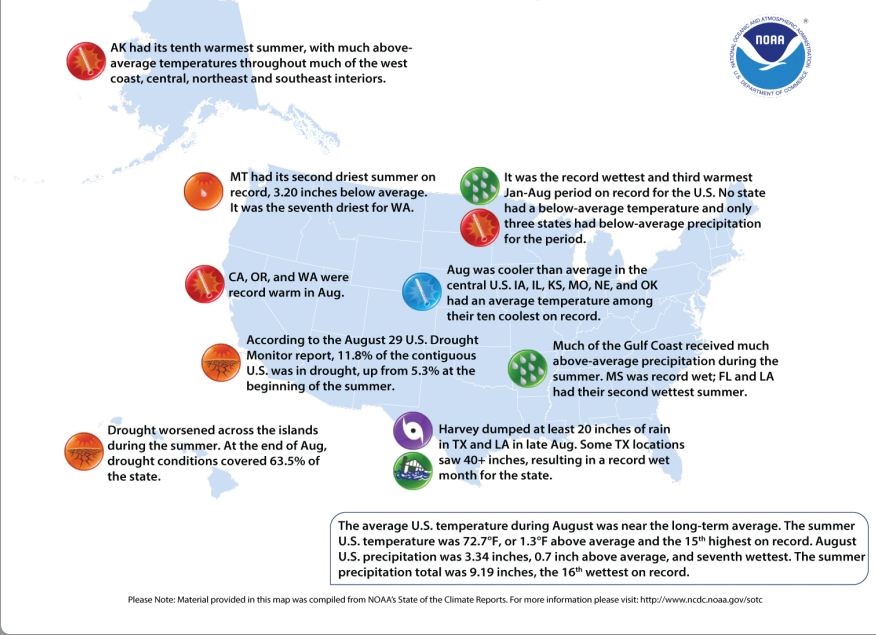 AK had its tenth warmest summer, with much above-
average temperatures throughout much of the west
coast, central, northeast and southeast interiors.
NATIONAL OCEANIC AND ATMOSPHERIC ADMINISTRATION
NOAA
U.S. DEPARTMENT OF COMMERCE
®
MT had its second driest summer on
record, 3.20 inches below average.
It was the seventh driest for WA.
It was the record wettest and third warmest
Jan-Aug period on record for the U.S. No state
had a below-average temperature and only
three states had below-average precipitation
for the period.
CA, OR, and WA were
record warm in Aug.
Aug was cooler than average in the
central U.S. IA, IL, KS, MO, NE, and OK
had an average temperature among
their ten coolest on record.
According to the August 29 U.S. Drought
Monitor report, 11.8% of the contiguous
U.S. was in drought, up from 5.3% at the
beginning of the summer.
Much of the Gulf Coast received much
above-average precipitation during the
summer. MS was record wet; FL and LA
had their second wettest summer.
Drought worsened across the islands
during the summer. At the end of Aug,
drought conditions covered 63.5% of
the state.
Harvey dumped at least 20 inches of rain
in TX and LA in late Aug. Some TX locations
saw 40+ inches, resulting in a record wet
month for the state.
The average U.S. temperature during August was near the long-term average. The summer
U.S. temperature was 72.7°F, or 1.3°F above average and the 15th highest on record. August
U.S. precipitation was 3.34 inches, 0.7 inch above average, and seventh wettest. The summer
precipitation total was 9.19 inches, the 16th wettest on record.
Please Note: Material provided in this map was compiled from NOAA's State of the Climate Reports. For more information please visit: http://www.ncdc.noaa.gov/sotc